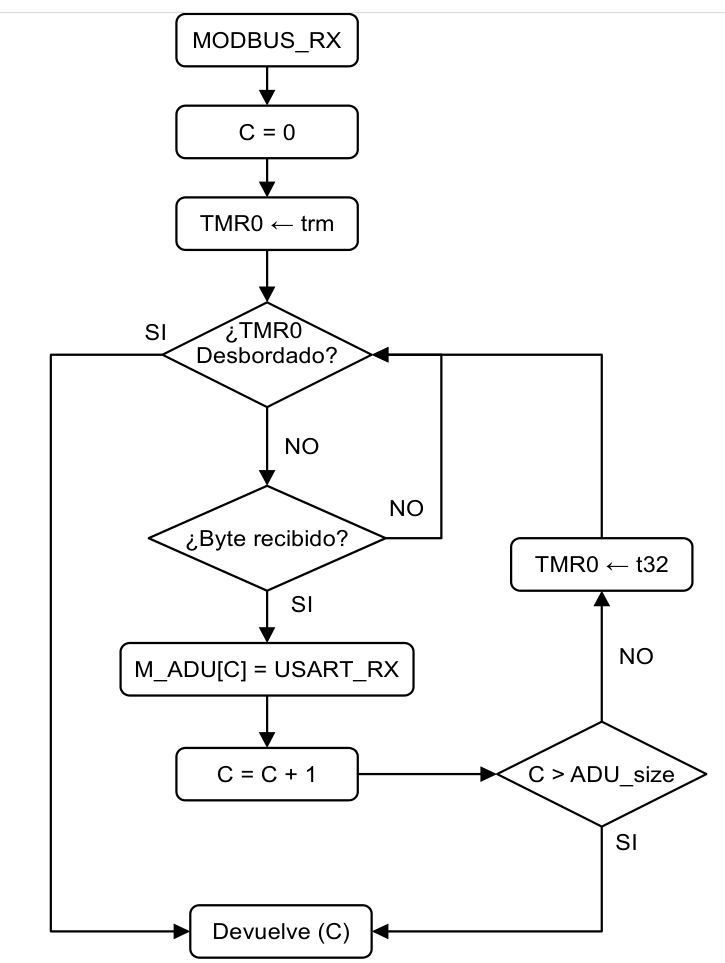 MODBUS_RX
C = 0
TMR0 ← trm
SI
¿TMR0
Desbordado?
NO
NO
¿Byte recibido?
TMR0 ← t32
SI
NO
M_ADU[C] = USART_RX
C = C + 1
C > ADU_size
SI
Devuelve (C)